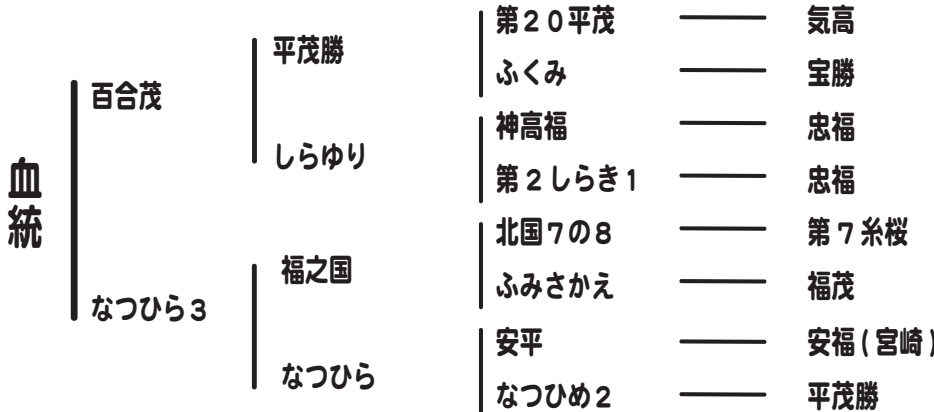 血統
百合茂
なつひら3
平茂勝
しらゆり
福之国
なつひら
第20平茂 気高
ふくみ 宝勝
神高福 忠福
第2しらき1 忠福
北国7の8 第7糸桜
ふみさかえ 福茂
安平 安福(宮崎)
なつひめ2 平茂勝